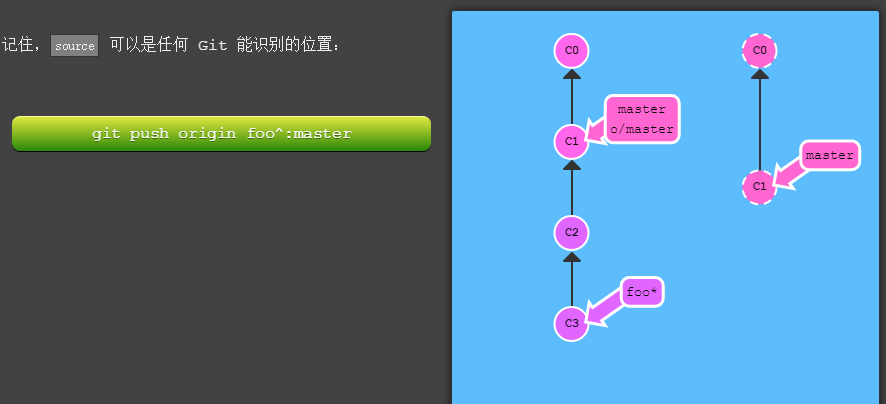 记住, source 可以是任何 Git 能识别的位置:
git push origin foo^:master
C0
master
o/master
C1
C2
foo*
C3
C0
master
C1